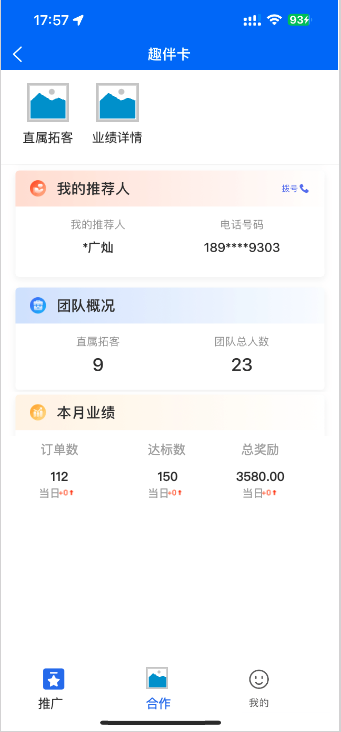 17:57
93
趣伴卡
直属拓客 业绩详情
我的推荐人 拨号
我的推荐人 电话号码
*广灿 189****9303
团队概况
直属拓客 团队总人数
9 23
本月业绩
订单数 达标数 总奖励
112 150 3580.00
当日+0 当日+0 当日+0
推广 合作 我的